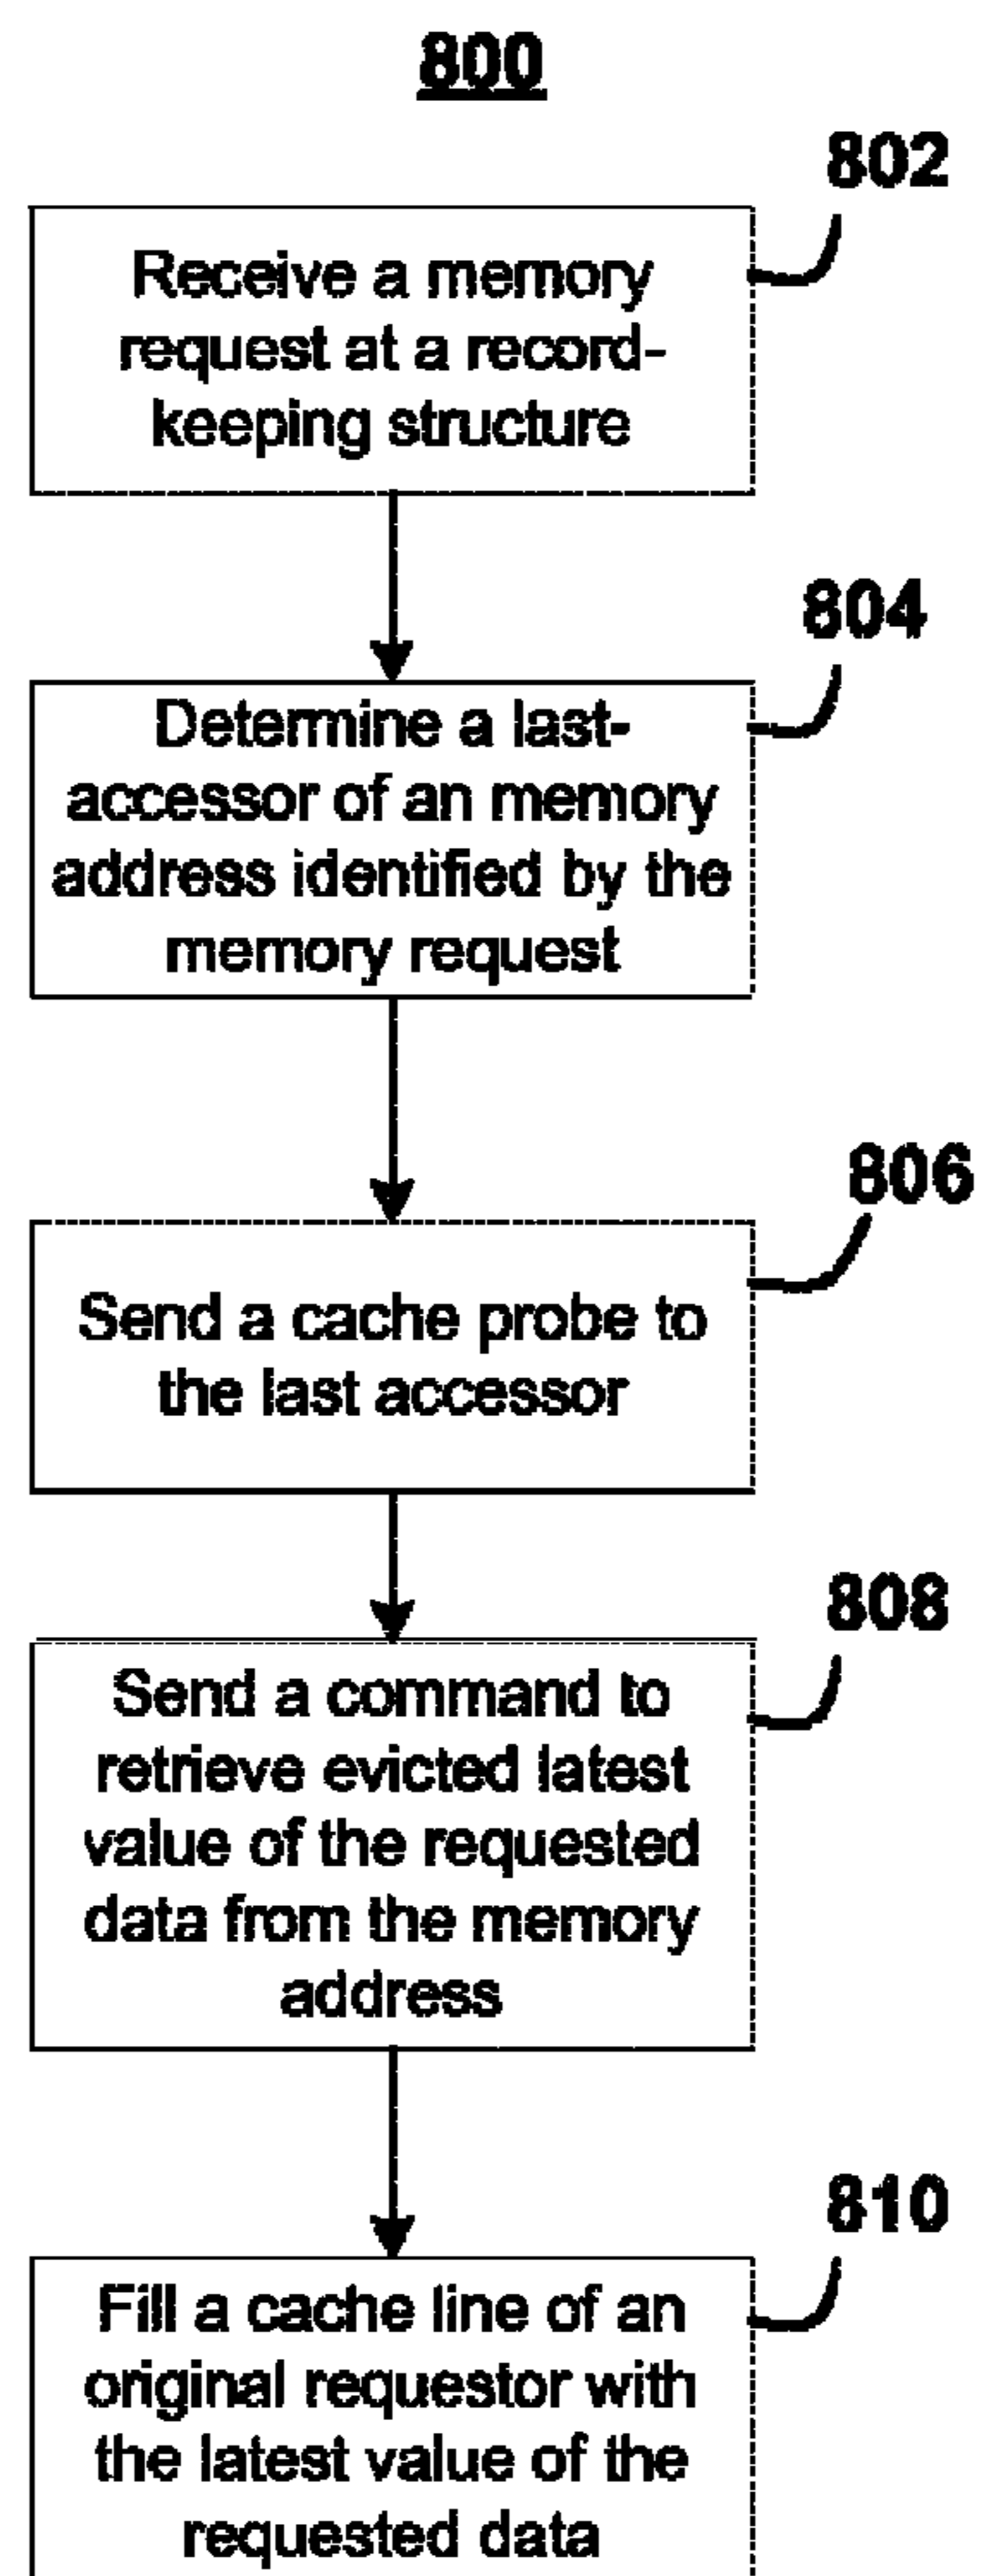 800
802
Receive a memory
request at a record-
keeping structure
804
Determine a last-
accessor of an memory
address identified by the
memory request
806
Send a cache probe to
the last accessor
808
Send a command to
retrieve evicted latest
value of the requested
data from the memory
address
810
Fill a cache line of an
original requestor with
the latest value of the
requested data